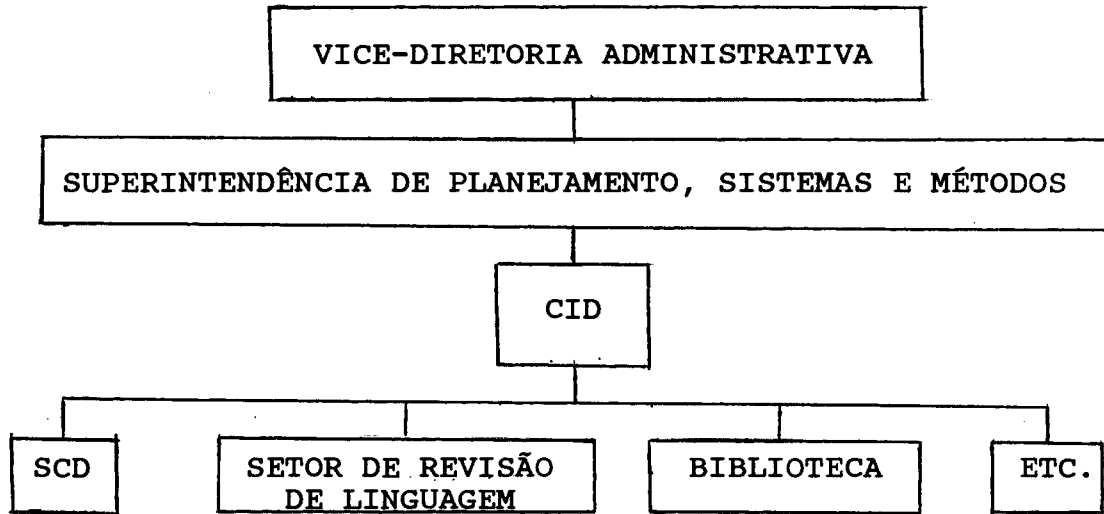 VICE-DIRETORIA ADMINISTRATIVA
SUPERINTENDÊNCIA DE PLANEJAMENTO, SISTEMAS E MÉTODOS
CID
SCD
SETOR DE REVISÃO
DE LINGUAGEM
BIBLIOTECA
ETC.